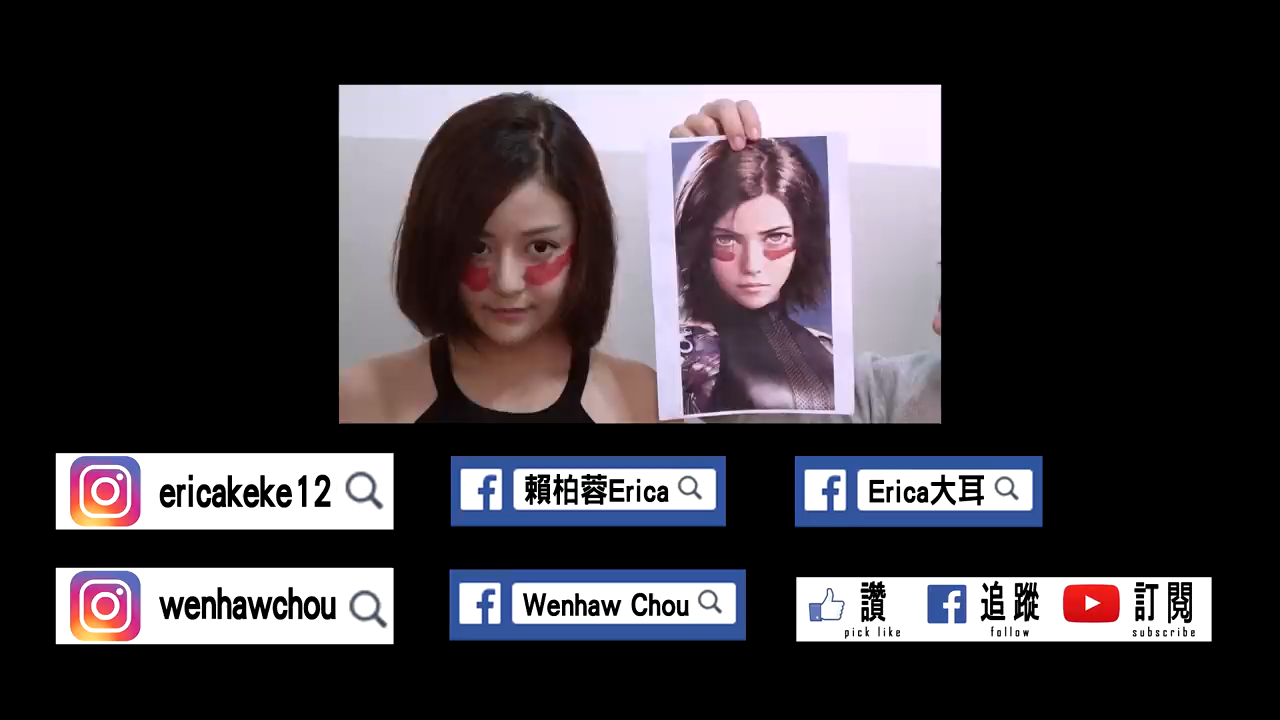 ericakeke12
賴柏蓉Erica
Erica大耳
wenhawchou
Wenhaw Chou
讚 追蹤 訂閱
pick like follow subscribe